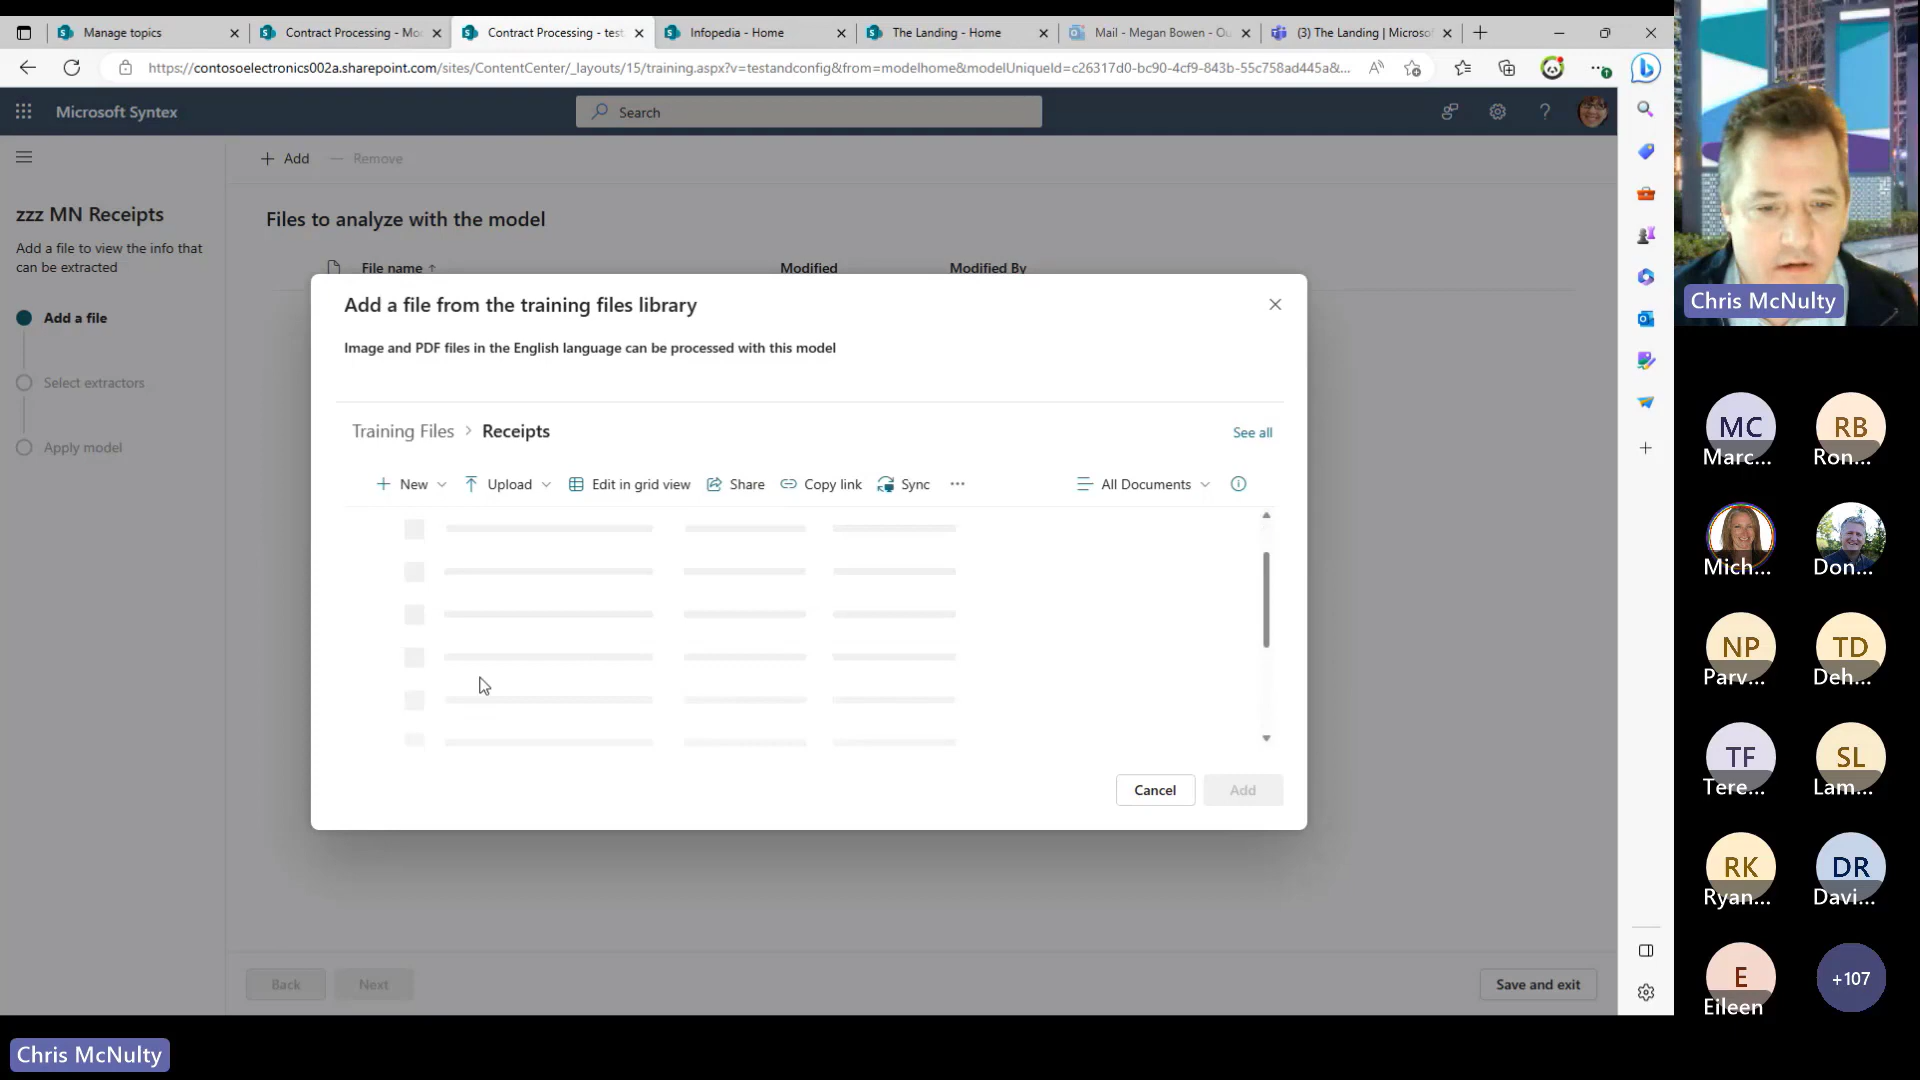 Manage topics
Contract Processing - Mo
Contract Processing - test
Infopedia - Home
The Landing - Home
Mail - Megan Bowen - Ou
(3) The Landing | Microso
https://contosoelectronics002a.sharepoint.com/sites/ContentCenter/_layouts/15/training.aspx?v=testandconfig&from=modelhome&modelUniqueId=c26317d0-bc90-4cf9-843b-55c758ad445a&...
Microsoft Syntex
Search
+ Add
Remove
zzz MN Receipts
Add a file to view the info that
can be extracted
Add a file
Select extractors
Apply model
Files to analyze with the model
File name ↑
Modified
Modified By
Add a file from the training files library
Image and PDF files in the English language can be processed with this model
Training Files > Receipts
See all
New
Upload
Edit in grid view
Share
Copy link
Sync
...
All Documents
Cancel
Add
Back
Next
Save and exit
Chris McNulty
MC
Marc...
RB
Ron...
Mich...
Don...
NP
Parv...
TD
Deh...
TF
Tere...
SL
Lam...
RK
Ryan...
DR
Davi...
E
Eileen
+107
Chris McNulty